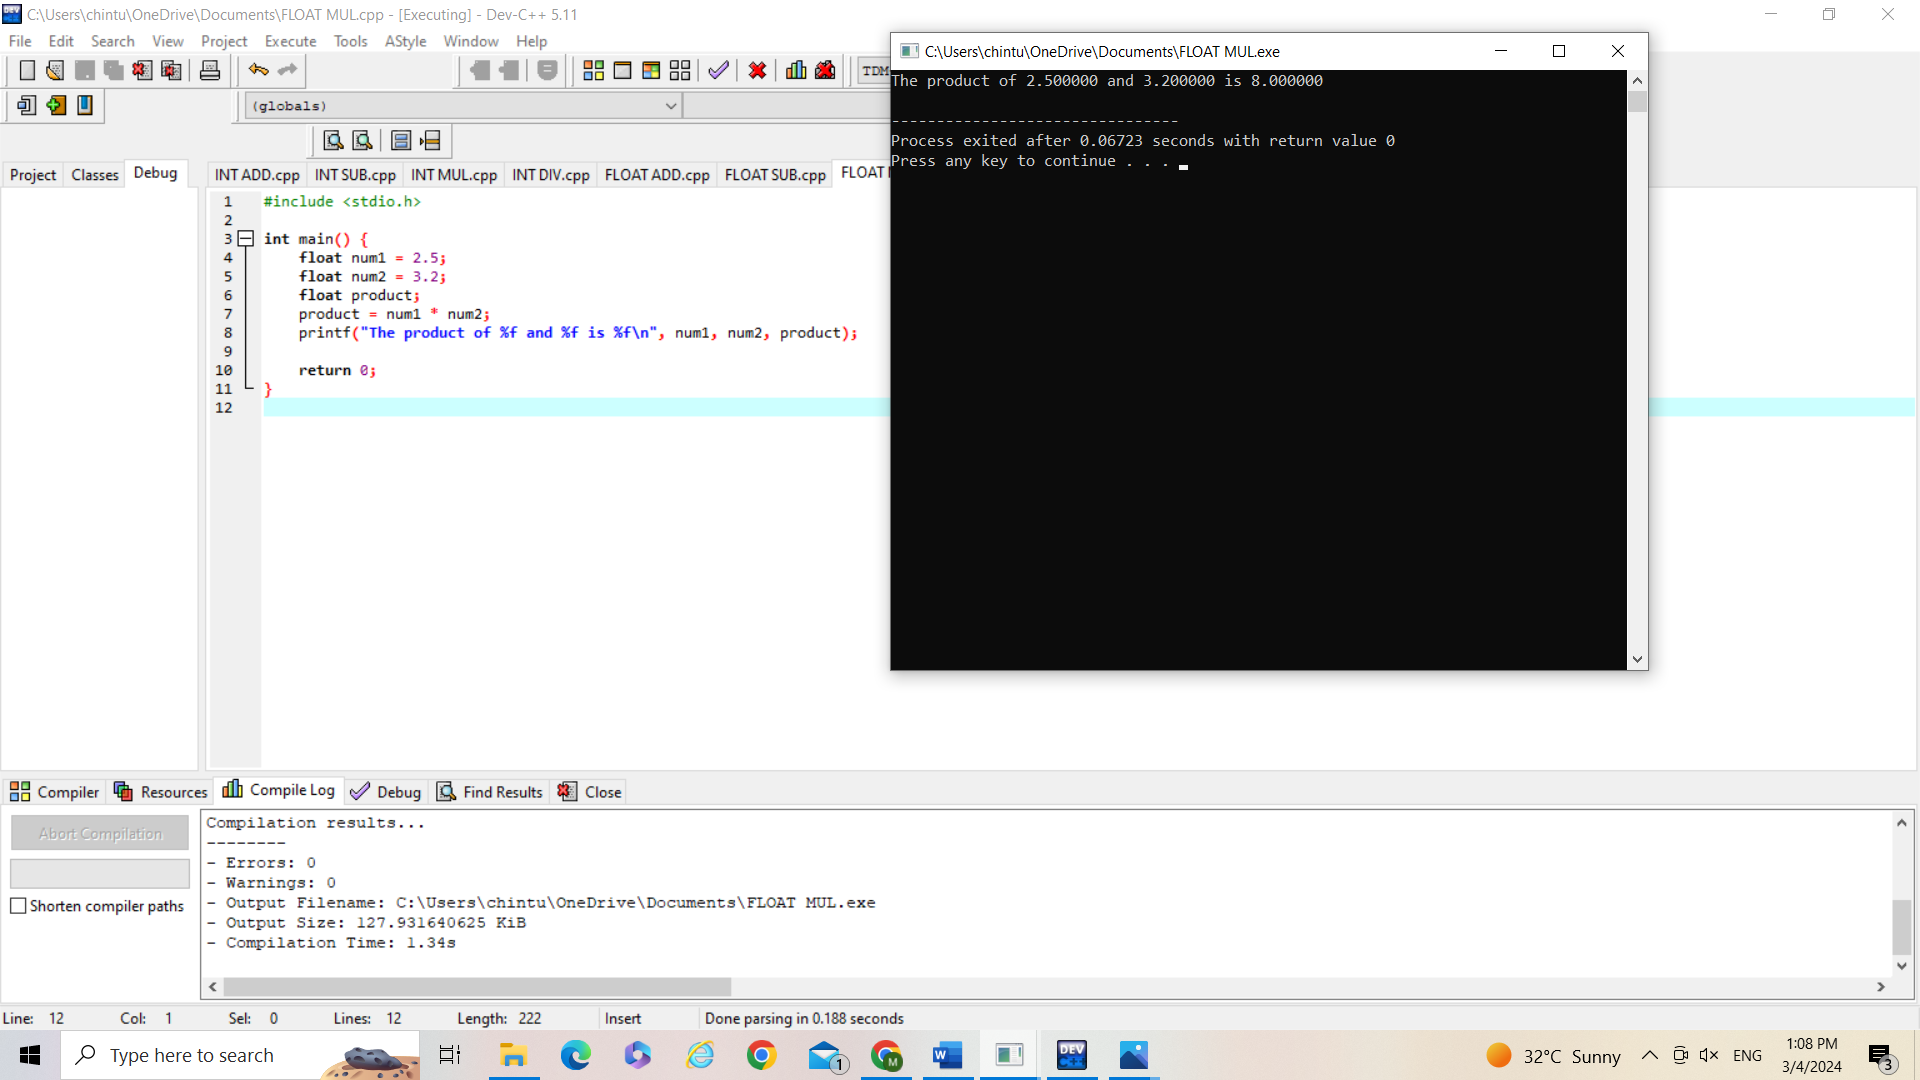 C:\Users\chintu\OneDrive\Documents\FLOAT MUL.cpp - [Executing] - Dev-C++ 5.11
File Edit Search View Project Execute Tools AStyle Window Help
TDM
(globals)
Project Classes Debug
INT ADD.cpp INT SUB.cpp INT MUL.cpp INT DIV.cpp FLOAT ADD.cpp FLOAT SUB.cpp FLOAT
1 #include <stdio.h>
2
3 int main() {
4 float num1 = 2.5;
5 float num2 = 3.2;
6 float product;
7 product = num1 * num2;
8 printf("The product of %f and %f is %f\n", num1, num2, product);
9
10 return 0;
11 }
12
C:\Users\chintu\OneDrive\Documents\FLOAT MUL.exe
The product of 2.500000 and 3.200000 is 8.000000
--------------------------------
Process exited after 0.06723 seconds with return value 0
Press any key to continue . . .
Compiler Resources Compile Log Debug Find Results Close
Abort Compilation
Shorten compiler paths
Compilation results...
--------
- Errors: 0
- Warnings: 0
- Output Filename: C:\Users\chintu\OneDrive\Documents\FLOAT MUL.exe
- Output Size: 127.931640625 KiB
- Compilation Time: 1.34s
Line: 12 Col: 1 Sel: 0 Lines: 12 Length: 222 Insert Done parsing in 0.188 seconds
Type here to search
1
M
W
DEV
C++
32°C Sunny
ENG
1:08 PM
3/4/2024
3